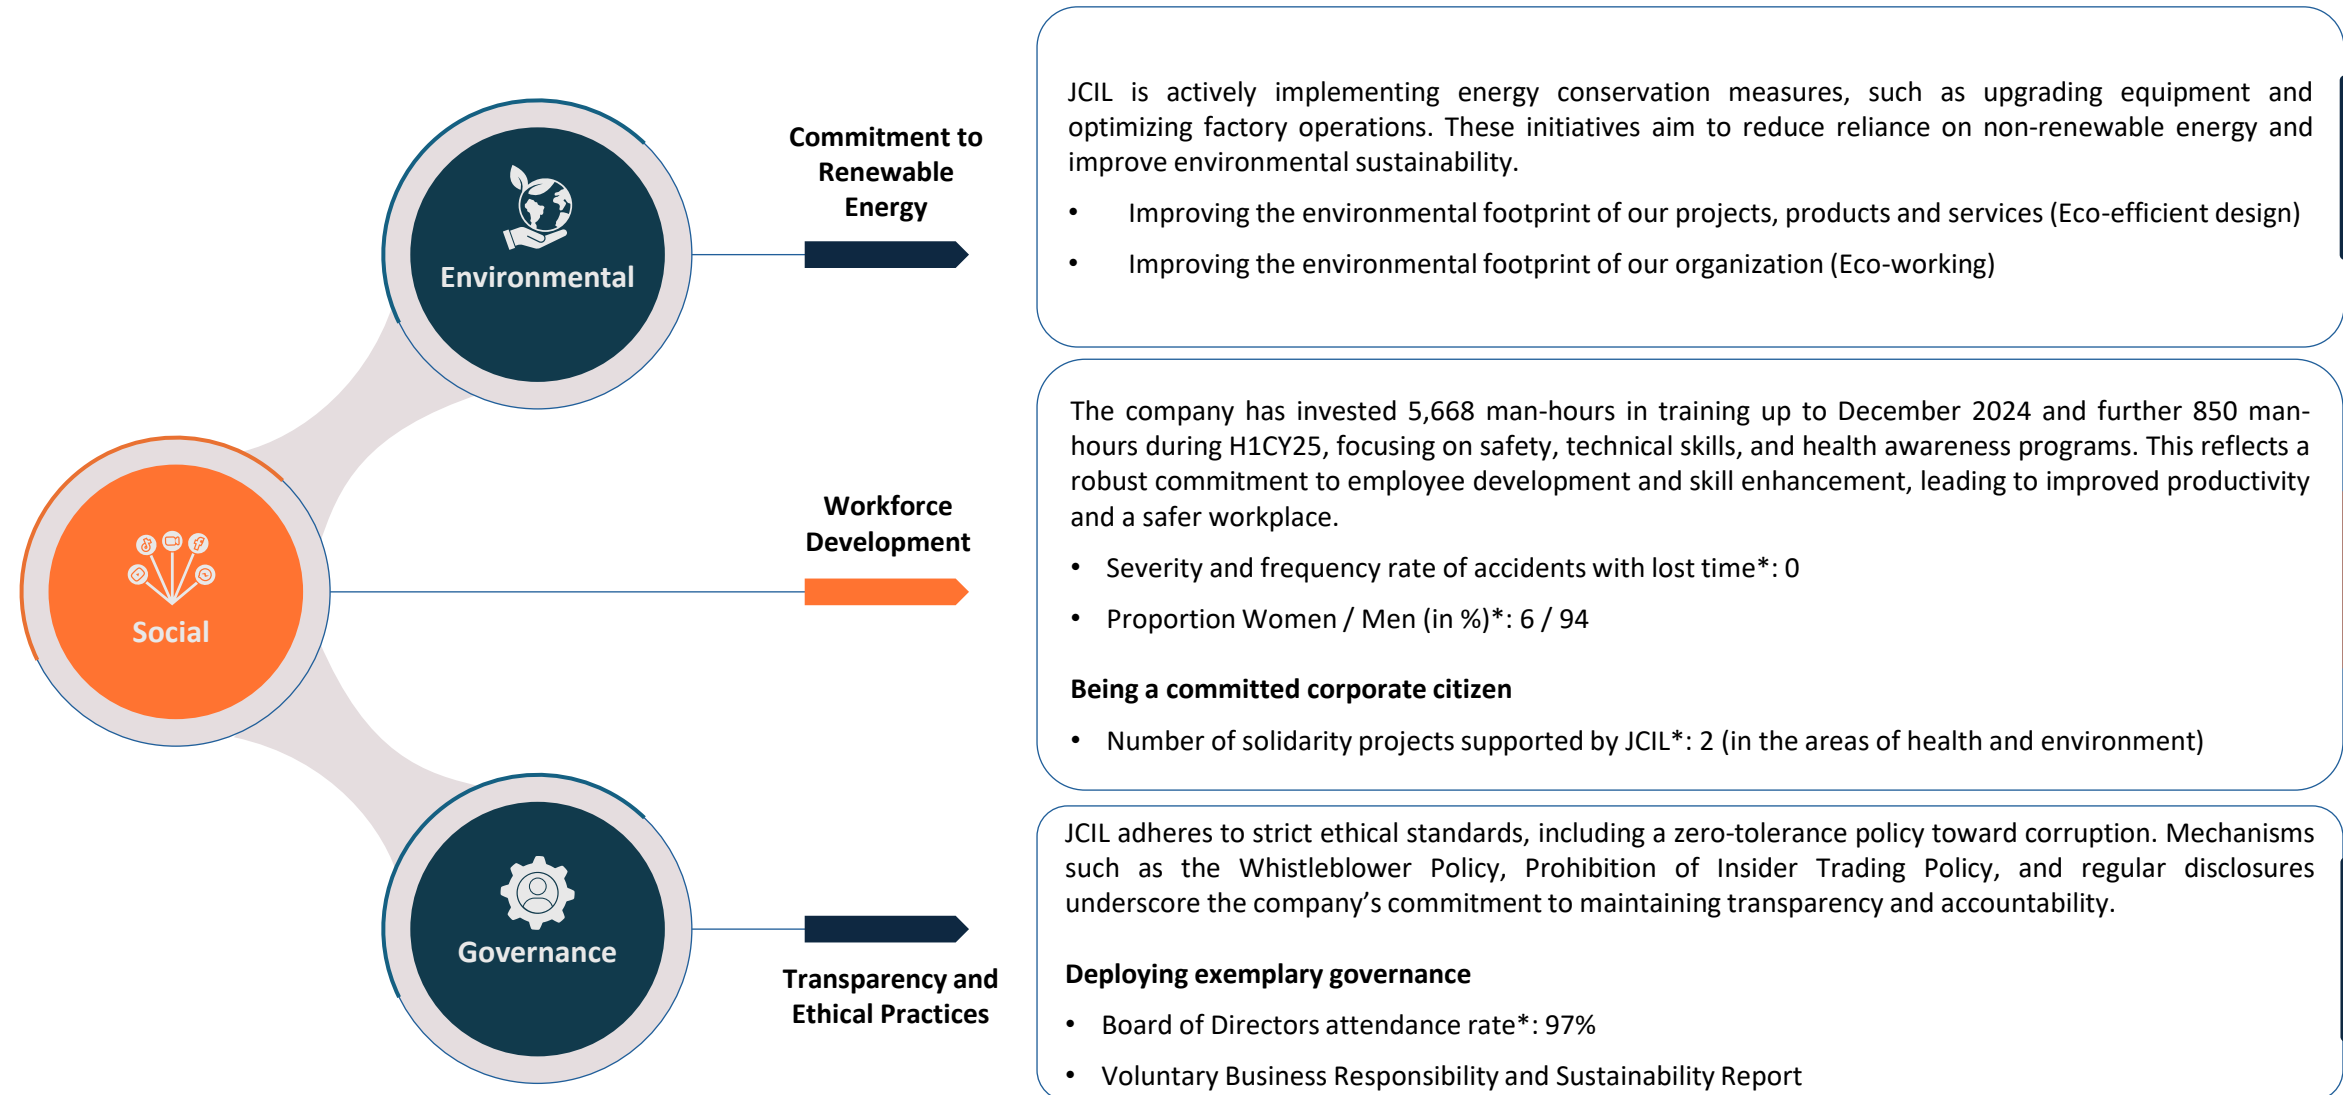 Environmental
Commitment to
Renewable
Energy
JCIL is actively implementing energy conservation measures, such as upgrading equipment and
optimizing factory operations. These initiatives aim to reduce reliance on non-renewable energy and
improve environmental sustainability.
• Improving the environmental footprint of our projects, products and services (Eco-efficient design)
• Improving the environmental footprint of our organization (Eco-working)
Social
Workforce
Development
The company has invested 5,668 man-hours in training up to December 2024 and further 850 man-
hours during H1CY25, focusing on safety, technical skills, and health awareness programs. This reflects a
robust commitment to employee development and skill enhancement, leading to improved productivity
and a safer workplace.
• Severity and frequency rate of accidents with lost time*: 0
• Proportion Women / Men (in %)*: 6 / 94
Being a committed corporate citizen
• Number of solidarity projects supported by JCIL*: 2 (in the areas of health and environment)
Governance
Transparency and
Ethical Practices
JCIL adheres to strict ethical standards, including a zero-tolerance policy toward corruption. Mechanisms
such as the Whistleblower Policy, Prohibition of Insider Trading Policy, and regular disclosures
underscore the company’s commitment to maintaining transparency and accountability.
Deploying exemplary governance
• Board of Directors attendance rate*: 97%
• Voluntary Business Responsibility and Sustainability Report